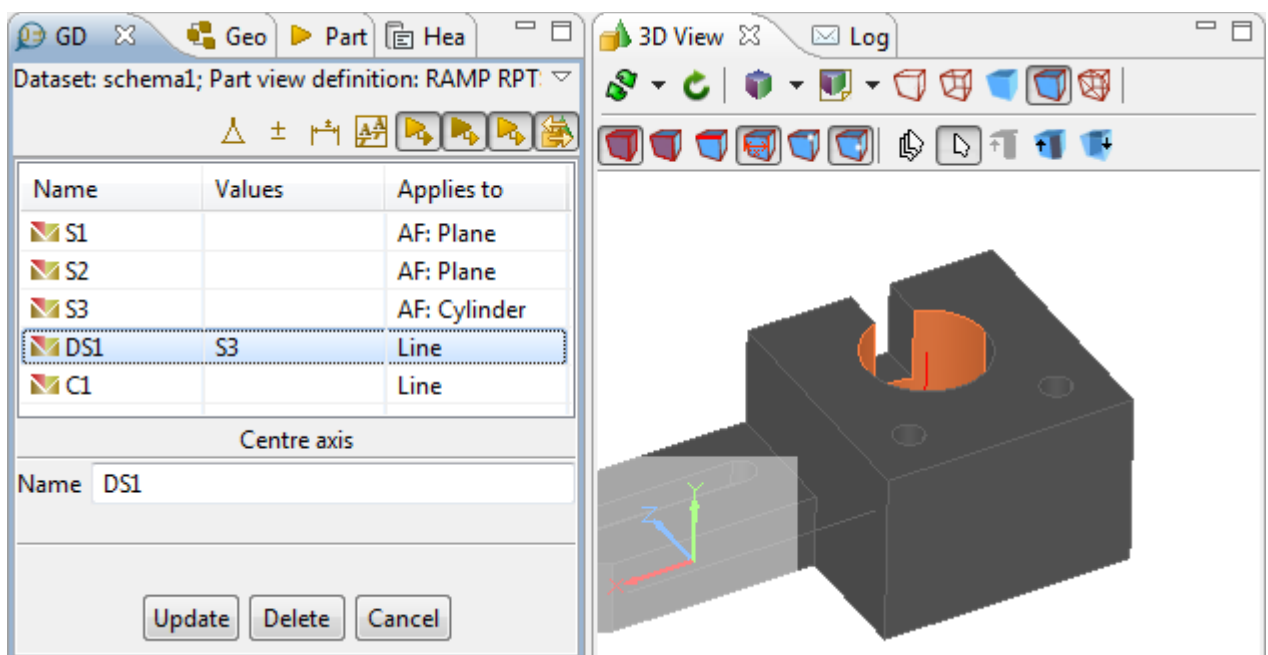 GD Geo Part Hea
Dataset: schema1; Part view definition: RAMP RPT
Name Values Applies to
S1 AF: Plane
S2 AF: Plane
S3 AF: Cylinder
DS1 S3 Line
C1 Line
Centre axis
Name DS1
Update Delete Cancel
3D View Log
Y
Z
X